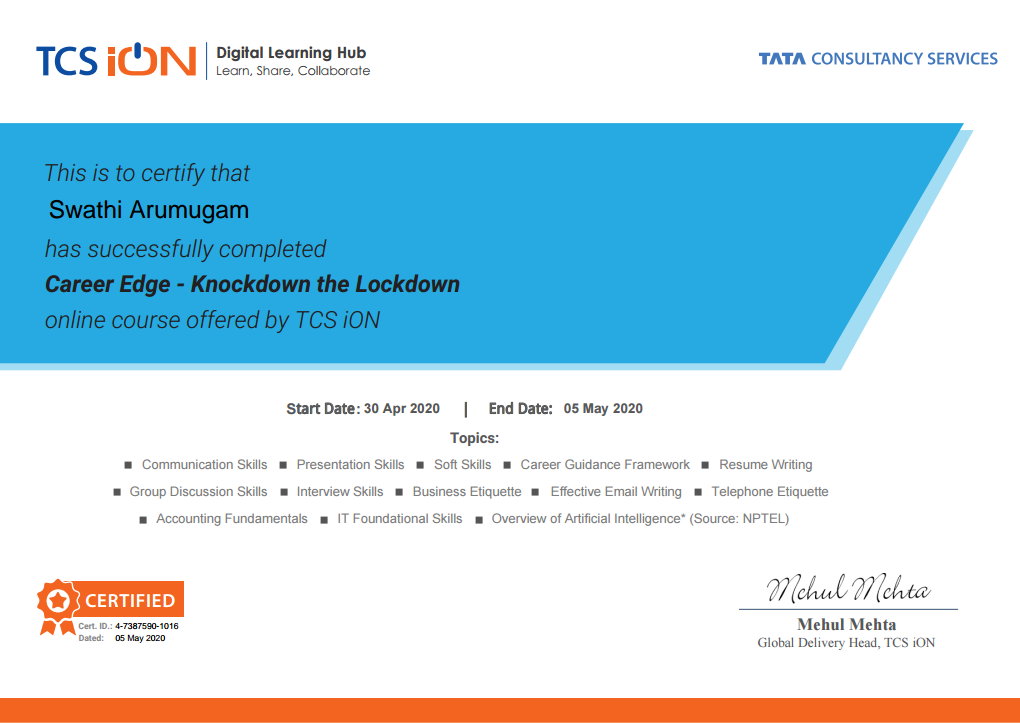 TCS iON Digital Learning Hub
Learn, Share, Collaborate
TATA CONSULTANCY SERVICES
This is to certify that
Swathi Arumugam
has successfully completed
Career Edge - Knockdown the Lockdown
online course offered by TCS iON
Start Date: 30 Apr 2020 | End Date: 05 May 2020
Topics:
■ Communication Skills ■ Presentation Skills ■ Soft Skills ■ Career Guidance Framework ■ Resume Writing
■ Group Discussion Skills ■ Interview Skills ■ Business Etiquette ■ Effective Email Writing ■ Telephone Etiquette
■ Accounting Fundamentals ■ IT Foundational Skills ■ Overview of Artificial Intelligence* (Source: NPTEL)
CERTIFIED
Cert. ID.: 4-7387590-1016
Dated: 05 May 2020
Mehul Mehta
Mehul Mehta
Global Delivery Head, TCS iON